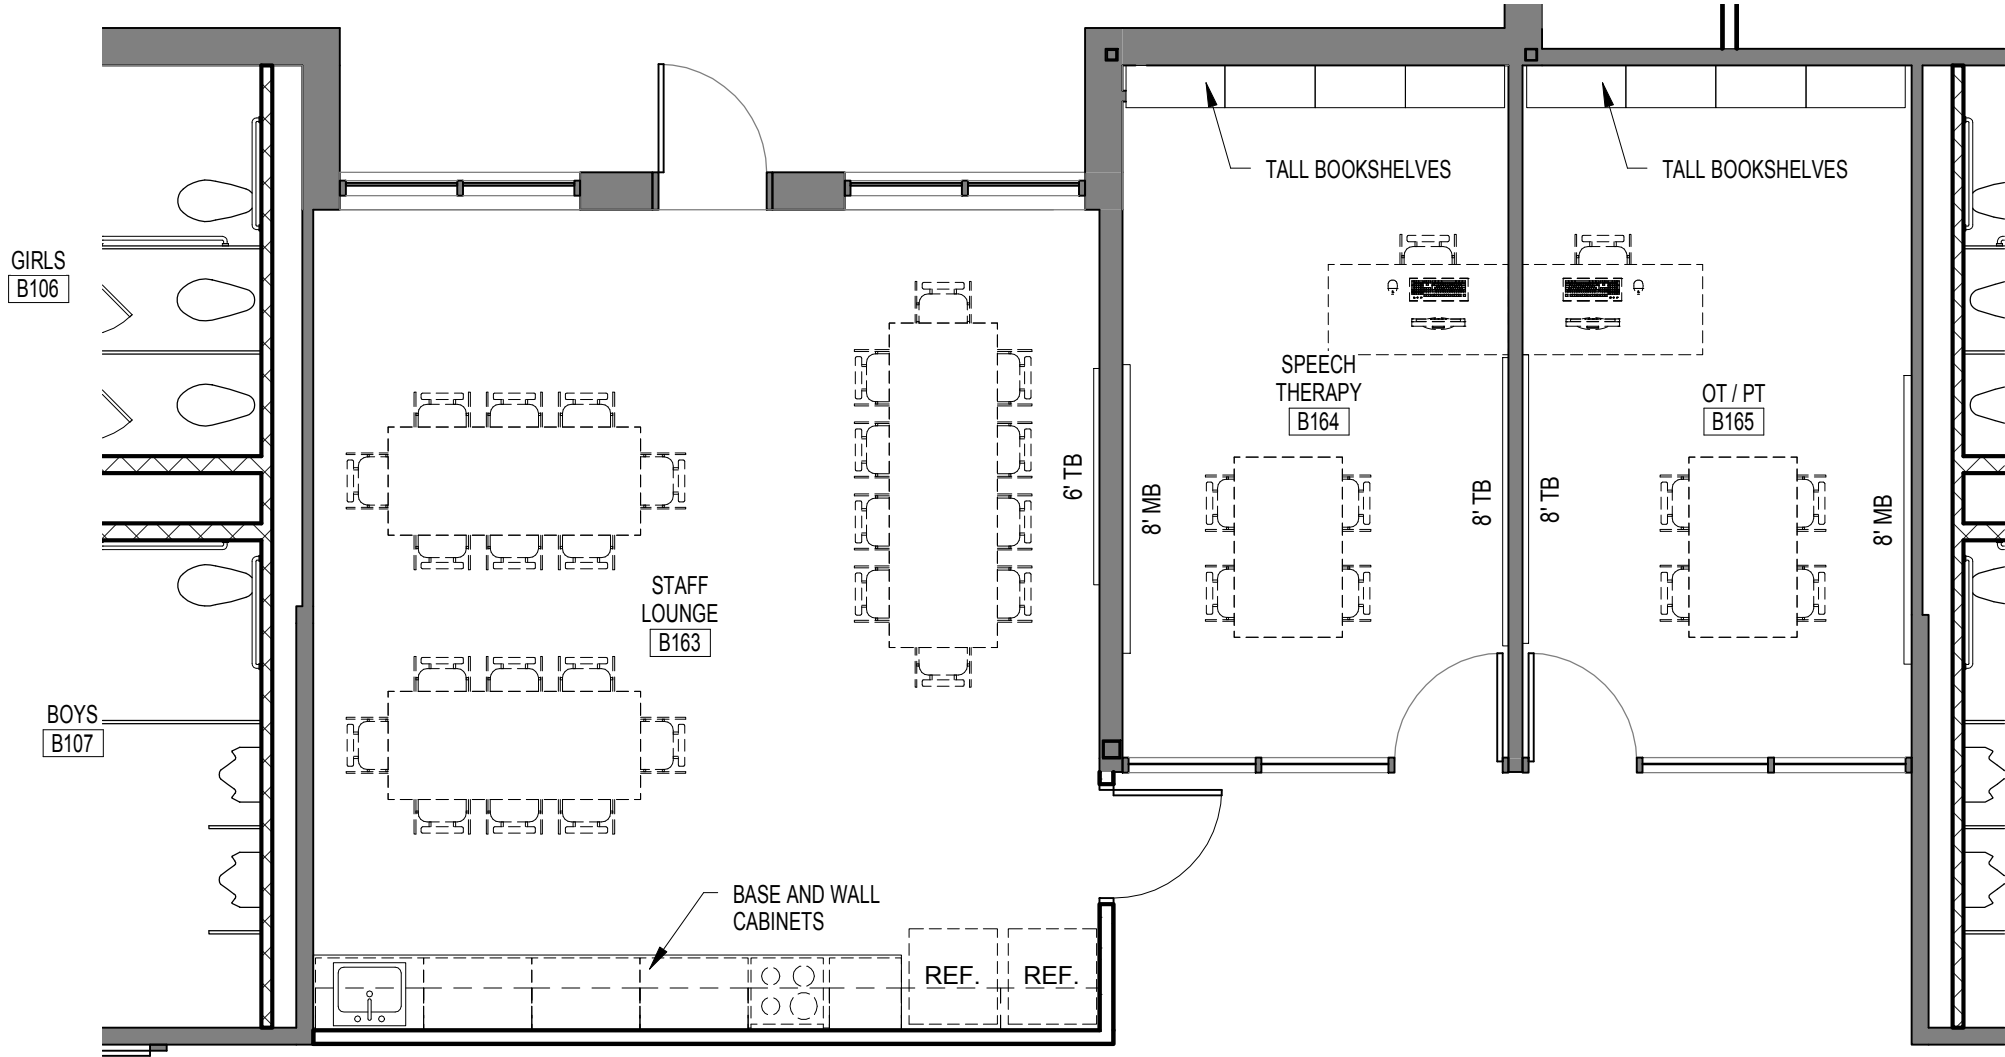 TALL BOOKSHELVES
TALL BOOKSHELVES
GIRLS
B106
SPEECH
THERAPY
B164
OT / PT
B165
6' TB
8' MB
8' TB
8' TB
8' MB
STAFF
LOUNGE
B163
BOYS
B107
BASE AND WALL
CABINETS
REF.
REF.